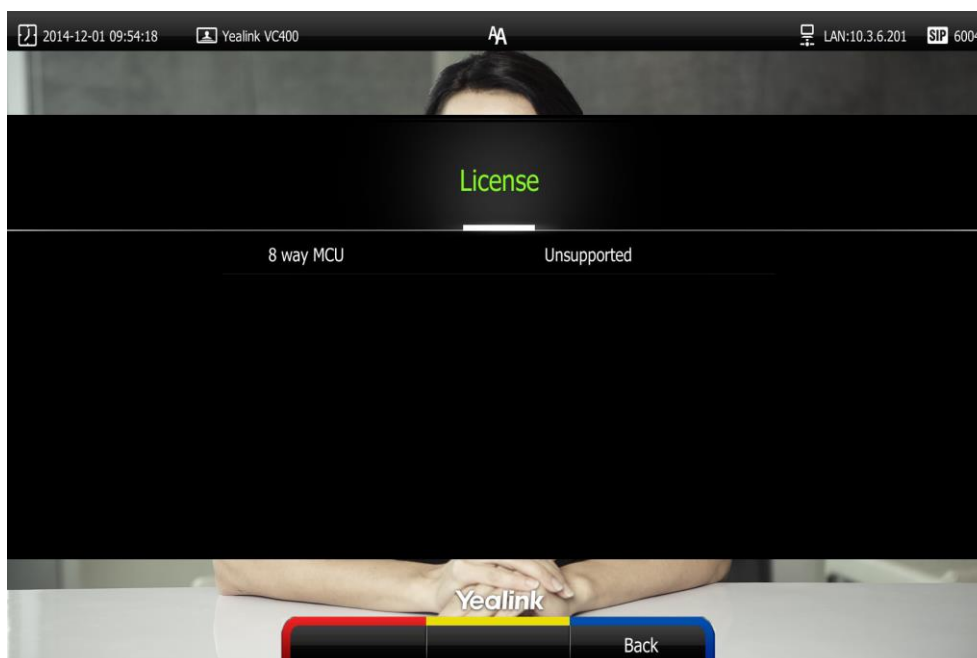 2014-12-01 09:54:18 Yealink VC400 AA LAN:10.3.6.201 SIP 6004
License
8 way MCU Unsupported
Yealink
Back